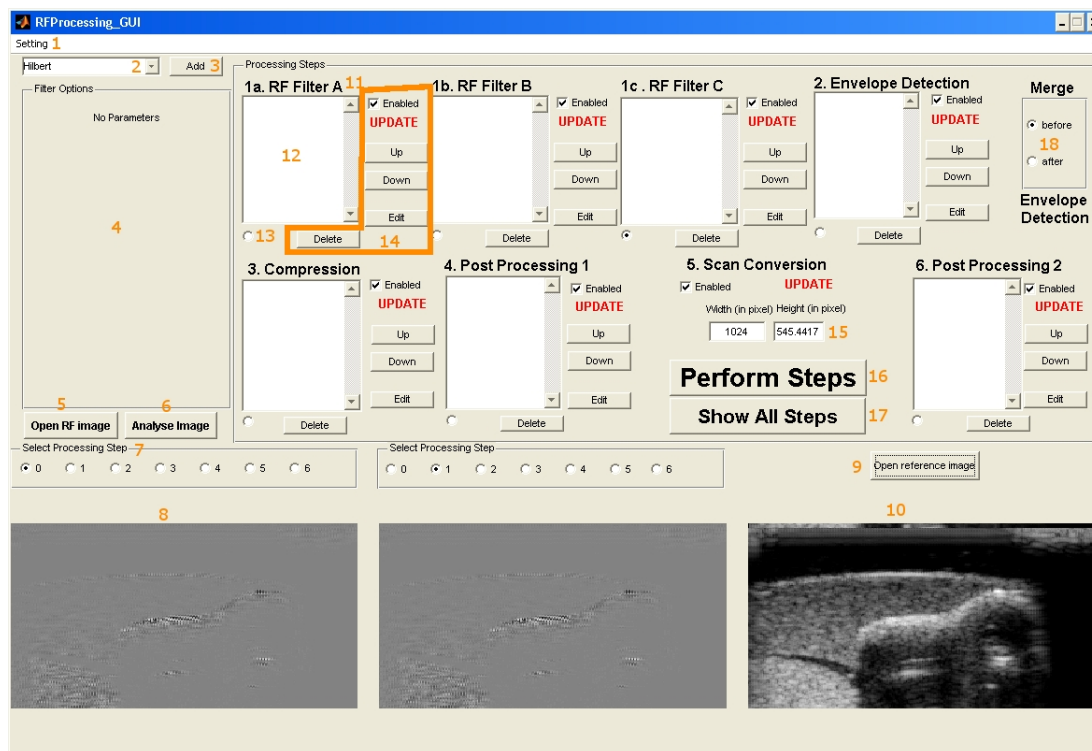 RFProcessing_GUI
Setting 1
Hilbert 2 Add 3
Filter Options
No Parameters
4
5 6
Open RF image Analyse Image
Processing Steps
1a. RF Filter A 11
Enabled
UPDATE
12
Up
Down
Edit
13 Delete 14
1b. RF Filter B
Enabled
UPDATE
Up
Down
Edit
Delete
1c . RF Filter C
Enabled
UPDATE
Up
Down
Edit
Delete
2. Envelope Detection
Enabled
UPDATE
Up
Down
Edit
Delete
Merge
before
18
after
Envelope
Detection
3. Compression
Enabled
UPDATE
Up
Down
Edit
Delete
4. Post Processing 1
Enabled
UPDATE
Up
Down
Edit
Delete
5. Scan Conversion
Enabled UPDATE
Width (in pixel) Height (in pixel)
1024 545.4417 15
Perform Steps 16
Show All Steps 17
6. Post Processing 2
Enabled
UPDATE
Up
Down
Edit
Delete
Select Processing Step 7
0 1 2 3 4 5 6
Select Processing Step
0 1 2 3 4 5 6
9 Open reference image
8
10